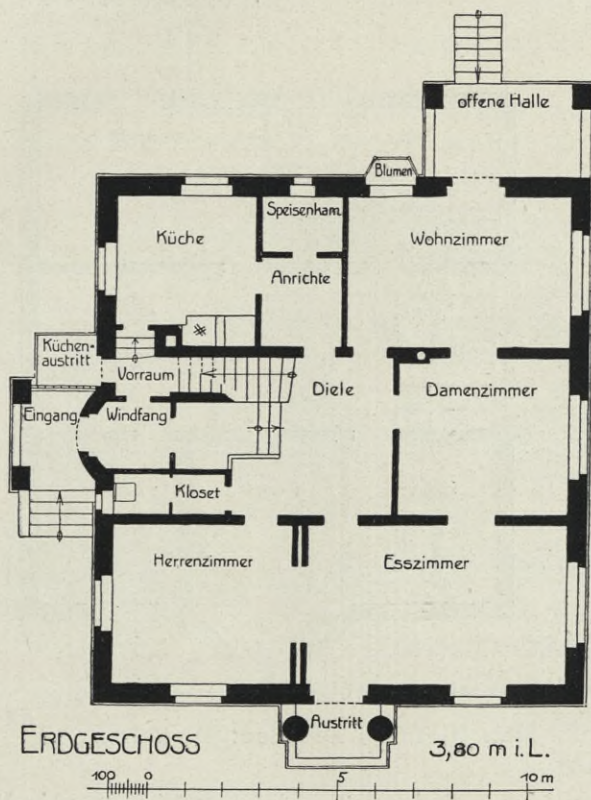 offene Halle
Blumen
Speisenkam.
Küche
Wohnzimmer
Anrichte
Küchen-
austritt
Vorraum
Diele
Damenzimmer
Eingang
Windfang
Kloset
Herrenzimmer
Esszimmer
Austritt
ERDGESCHOSS
3,80 m i.L.
100 0 5 10 m